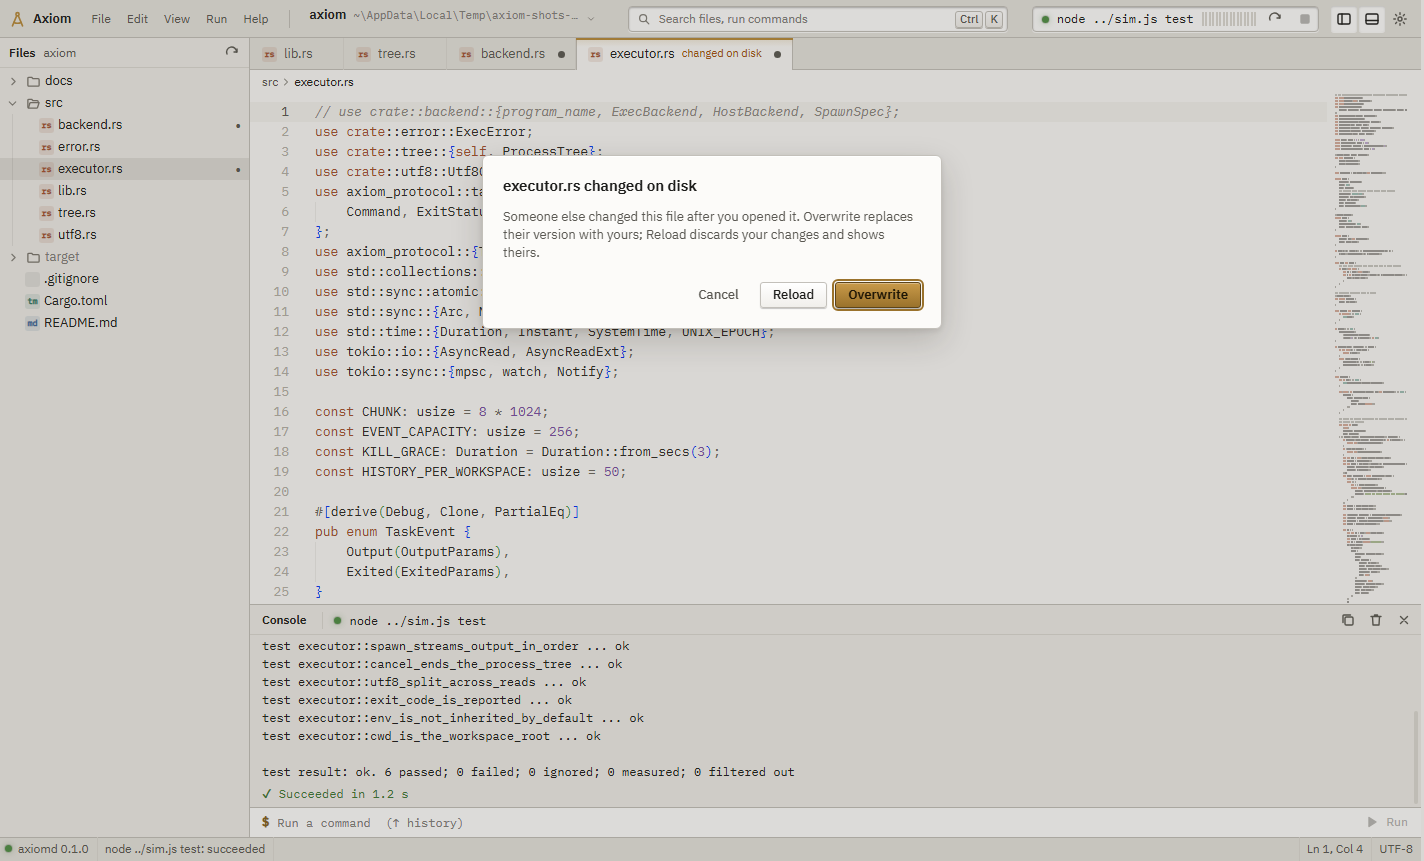 Axiom File Edit View Run Help axiom ~\AppData\Local\Temp\axiom-shots-… Search files, run commands Ctrl K node ../sim.js test
Files axiom
docs
src
rs backend.rs
rs error.rs
rs executor.rs
rs lib.rs
rs tree.rs
rs utf8.rs
target
.gitignore
tm Cargo.toml
md README.md
rs lib.rs rs tree.rs rs backend.rs rs executor.rs changed on disk
src > executor.rs
1 // use crate::backend::{program_name, ExecBackend, HostBackend, SpawnSpec};
2 use crate::error::ExecError;
3 use crate::tree::{self, ProcessTree};
4 use crate::utf8::Utf8
5 use axiom_protocol::ta
6 Command, ExitStatu
7 };
8 use axiom_protocol::{
9 use std::collections::
10 use std::sync::atomic
11 use std::sync::{Arc,
12 use std::time::{Duration, Instant, SystemTime, UNIX_EPOCH};
13 use tokio::io::{AsyncRead, AsyncReadExt};
14 use tokio::sync::{mpsc, watch, Notify};
15
16 const CHUNK: usize = 8 * 1024;
17 const EVENT_CAPACITY: usize = 256;
18 const KILL_GRACE: Duration = Duration::from_secs(3);
19 const HISTORY_PER_WORKSPACE: usize = 50;
20
21 #[derive(Debug, Clone, PartialEq)]
22 pub enum TaskEvent {
23 Output(OutputParams),
24 Exited(ExitedParams),
25 }
executor.rs changed on disk
Someone else changed this file after you opened it. Overwrite replaces
their version with yours; Reload discards your changes and shows
theirs.
Cancel Reload Overwrite
Console node ../sim.js test
test executor::spawn_streams_output_in_order ... ok
test executor::cancel_ends_the_process_tree ... ok
test executor::utf8_split_across_reads ... ok
test executor::exit_code_is_reported ... ok
test executor::env_is_not_inherited_by_default ... ok
test executor::cwd_is_the_workspace_root ... ok
test result: ok. 6 passed; 0 failed; 0 ignored; 0 measured; 0 filtered out
✓ Succeeded in 1.2 s
$ Run a command (↑ history) Run
axiomd 0.1.0 node ../sim.js test: succeeded Ln 1, Col 4 UTF-8